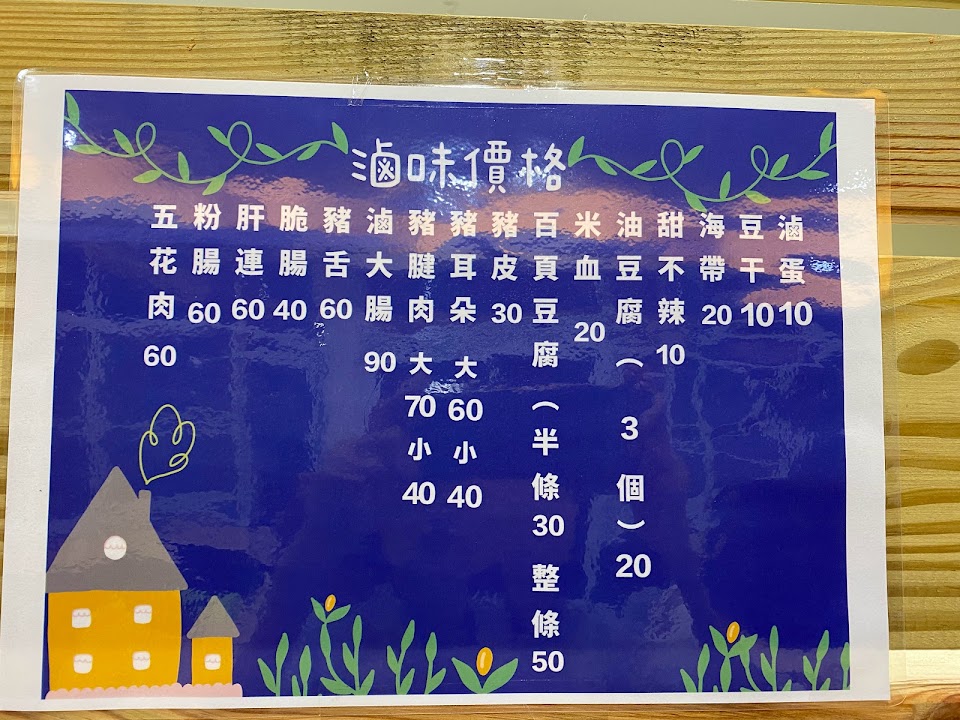 滷味價格
滷蛋10
豆干10
海帶20
甜不辣10
油豆腐（3個）20
米血20
百頁豆腐（半條30整條50
豬皮30
豬耳朵大60小40
豬腱肉大70小40
滷大腸90
豬舌60
脆腸40
肝連60
粉腸60
五花肉60